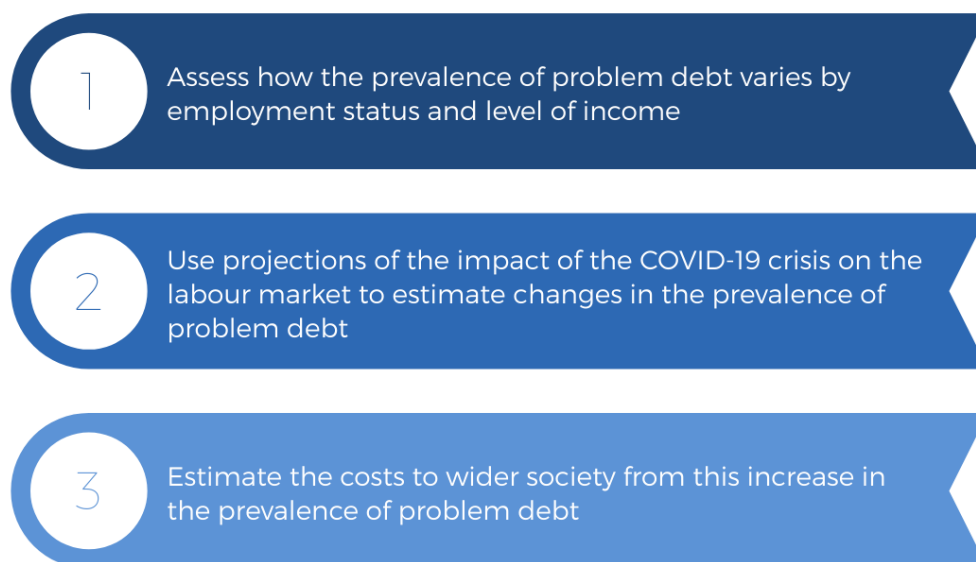 1
Assess how the prevalence of problem debt varies by
employment status and level of income
2
Use projections of the impact of the COVID-19 crisis on the
labour market to estimate changes in the prevalence of
problem debt
3
Estimate the costs to wider society from this increase in
the prevalence of problem debt